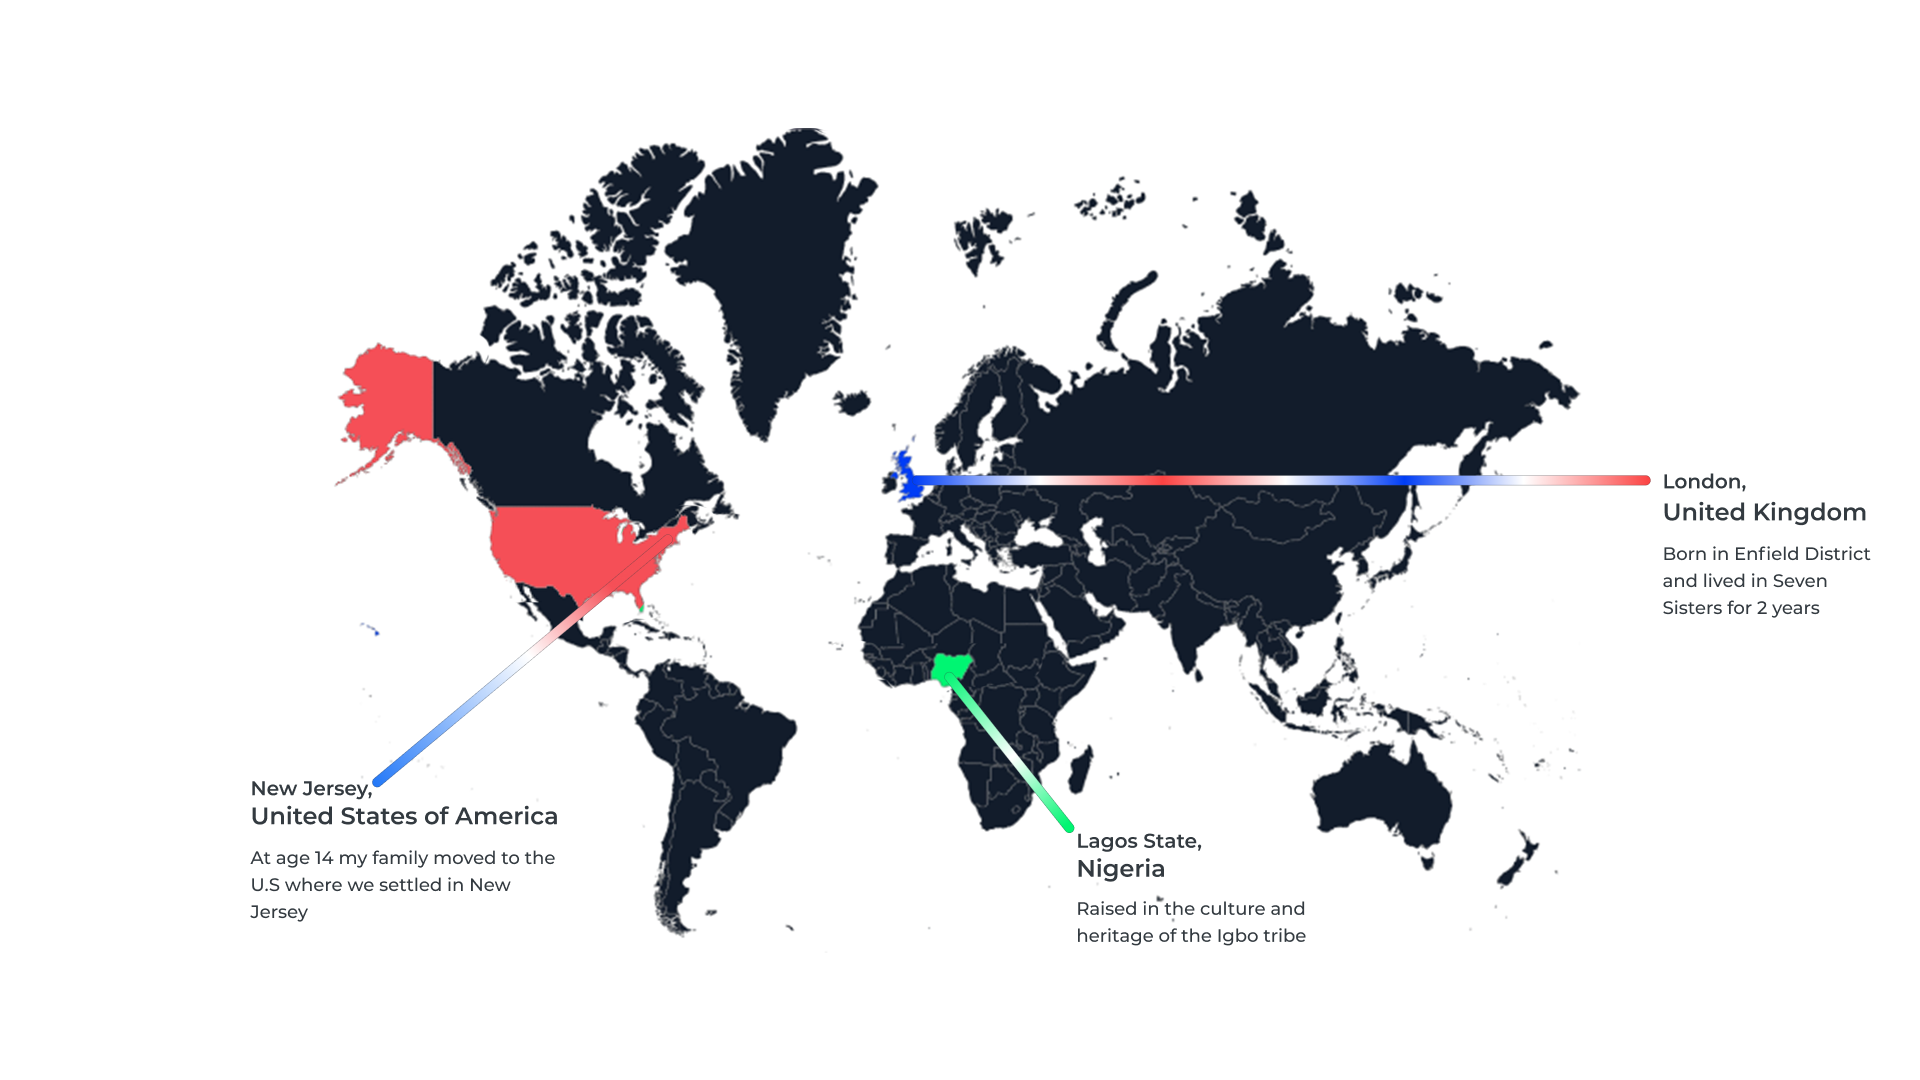 London,
United Kingdom
Born in Enfield District
and lived in Seven
Sisters for 2 years
New Jersey,
United States of America
At age 14 my family moved to the
U.S where we settled in New
Jersey
Lagos State,
Nigeria
Raised in the culture and
heritage of the Igbo tribe